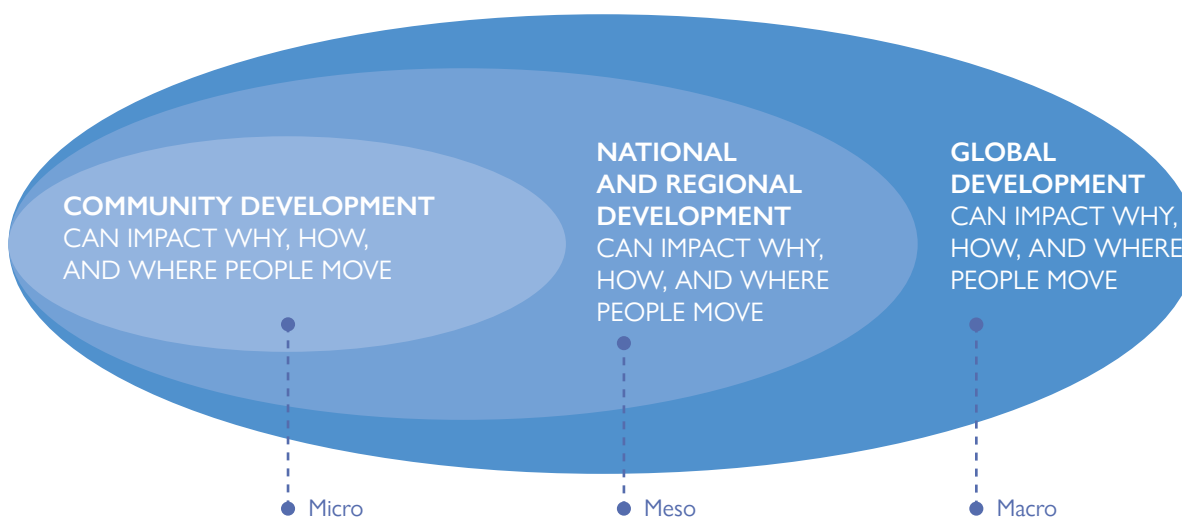 COMMUNITY DEVELOPMENT
CAN IMPACT WHY, HOW,
AND WHERE PEOPLE MOVE
NATIONAL
AND REGIONAL
DEVELOPMENT
CAN IMPACT WHY,
HOW, AND WHERE
PEOPLE MOVE
GLOBAL
DEVELOPMENT
CAN IMPACT WHY,
HOW, AND WHERE
PEOPLE MOVE
Micro
Meso
Macro